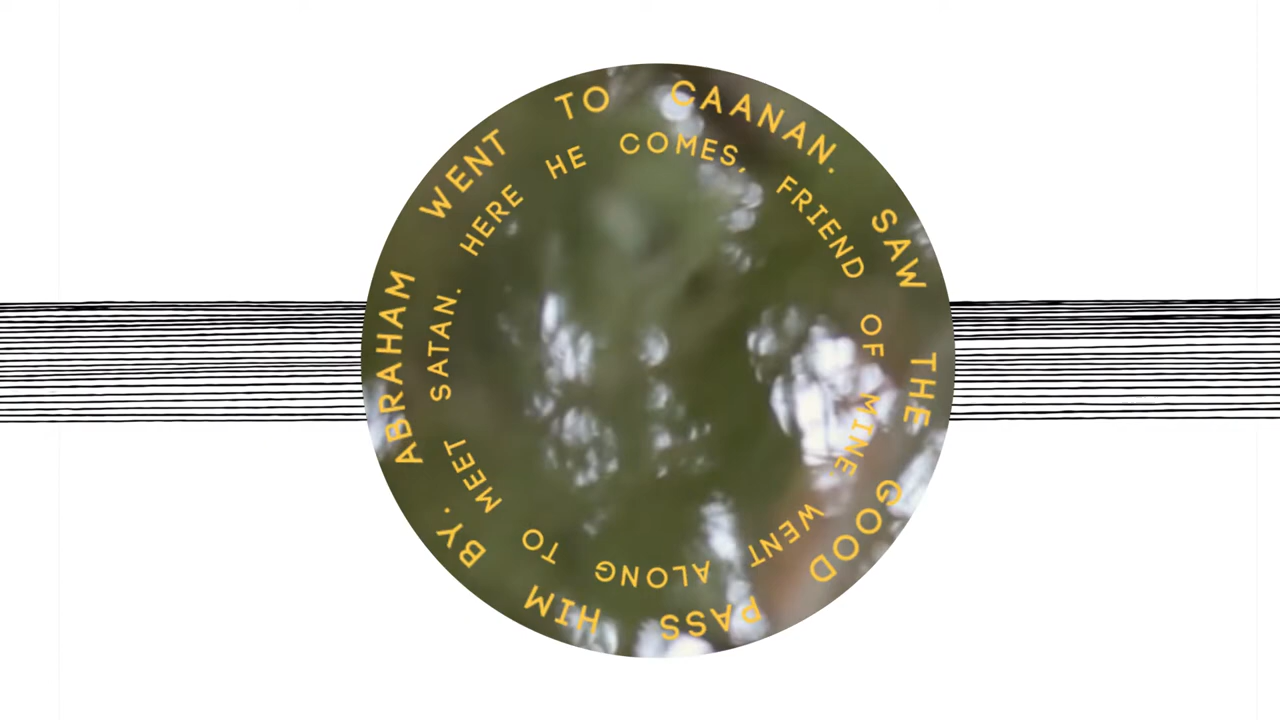 ABRAHAM WENT TO CAANAN. SAW THE GOOD PASS HIM BY.
HERE HE COMES, FRIEND OF MINE. WENT ALONG TO MEET SATAN.